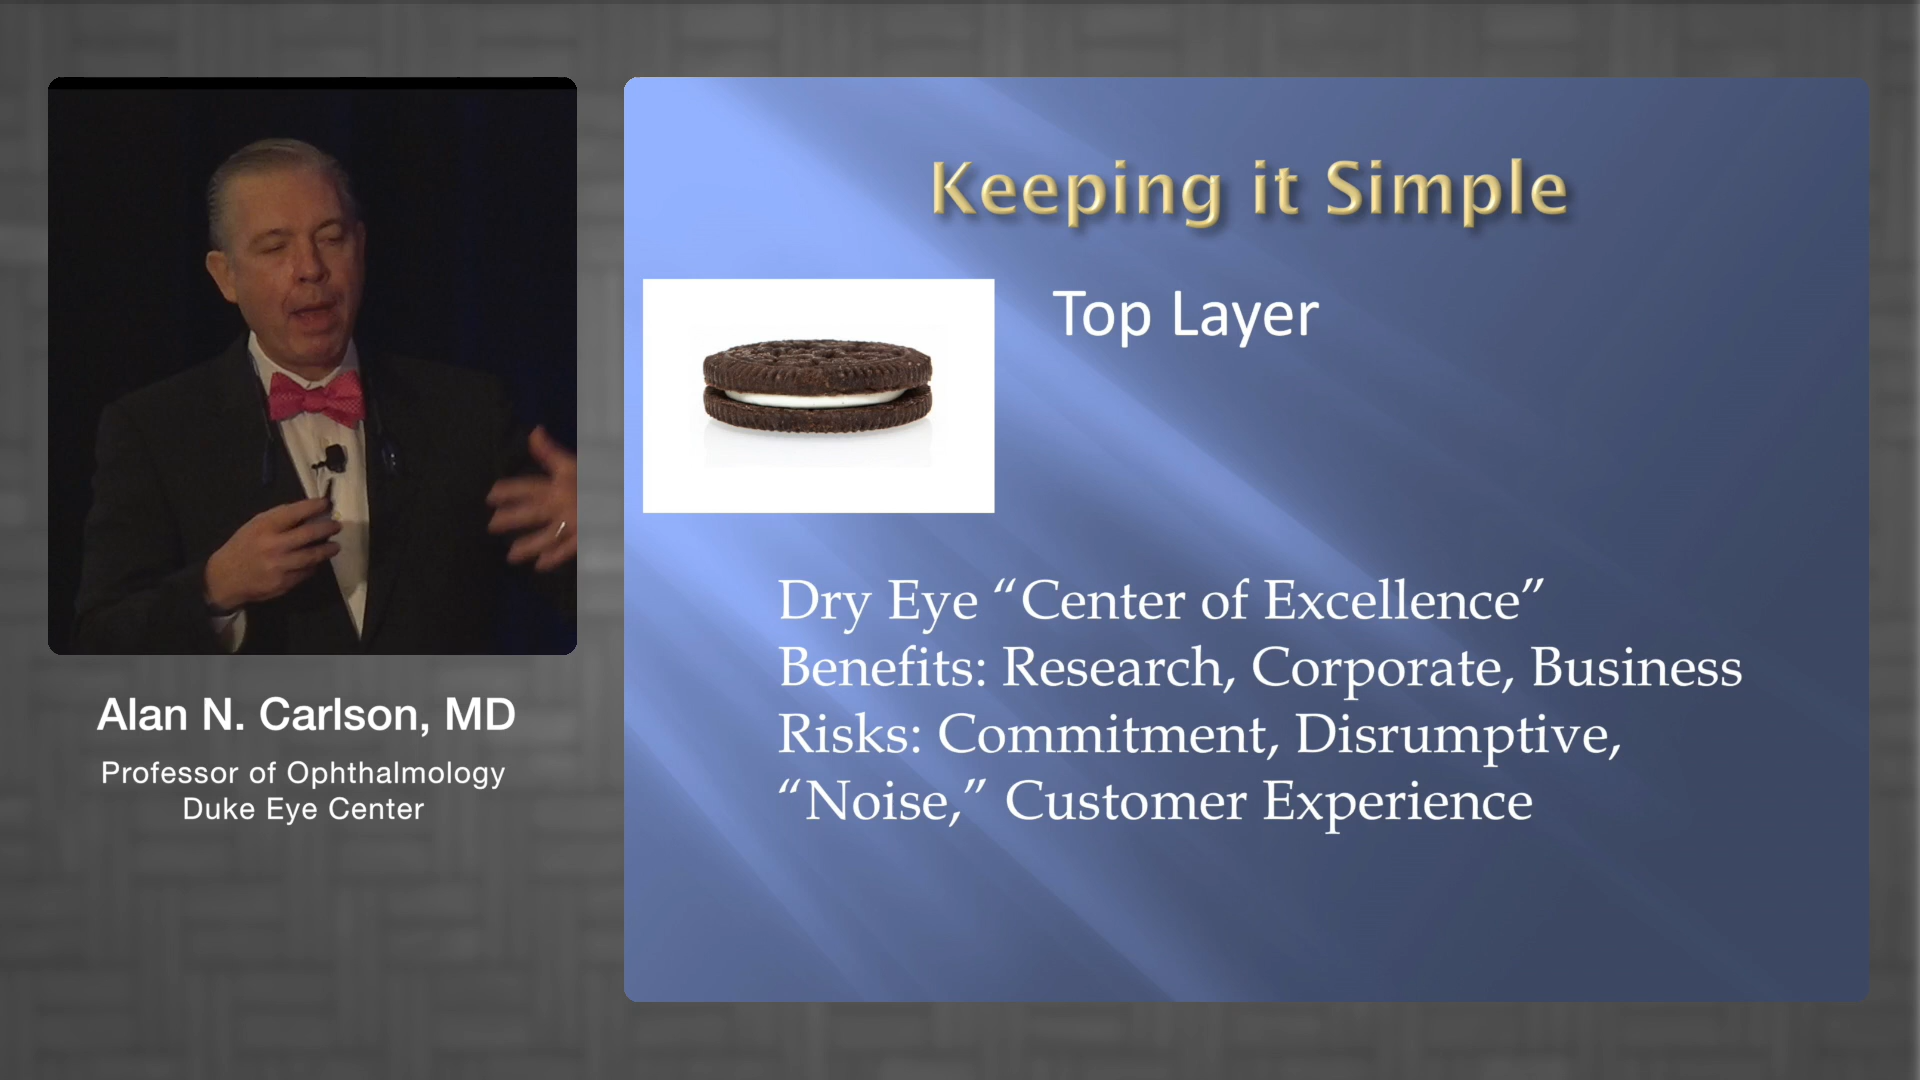 Alan N. Carlson, MD
Professor of Ophthalmology
Duke Eye Center
Keeping it Simple
Top Layer
Dry Eye “Center of Excellence”
Benefits: Research, Corporate, Business
Risks: Commitment, Disrumptive,
“Noise,” Customer Experience